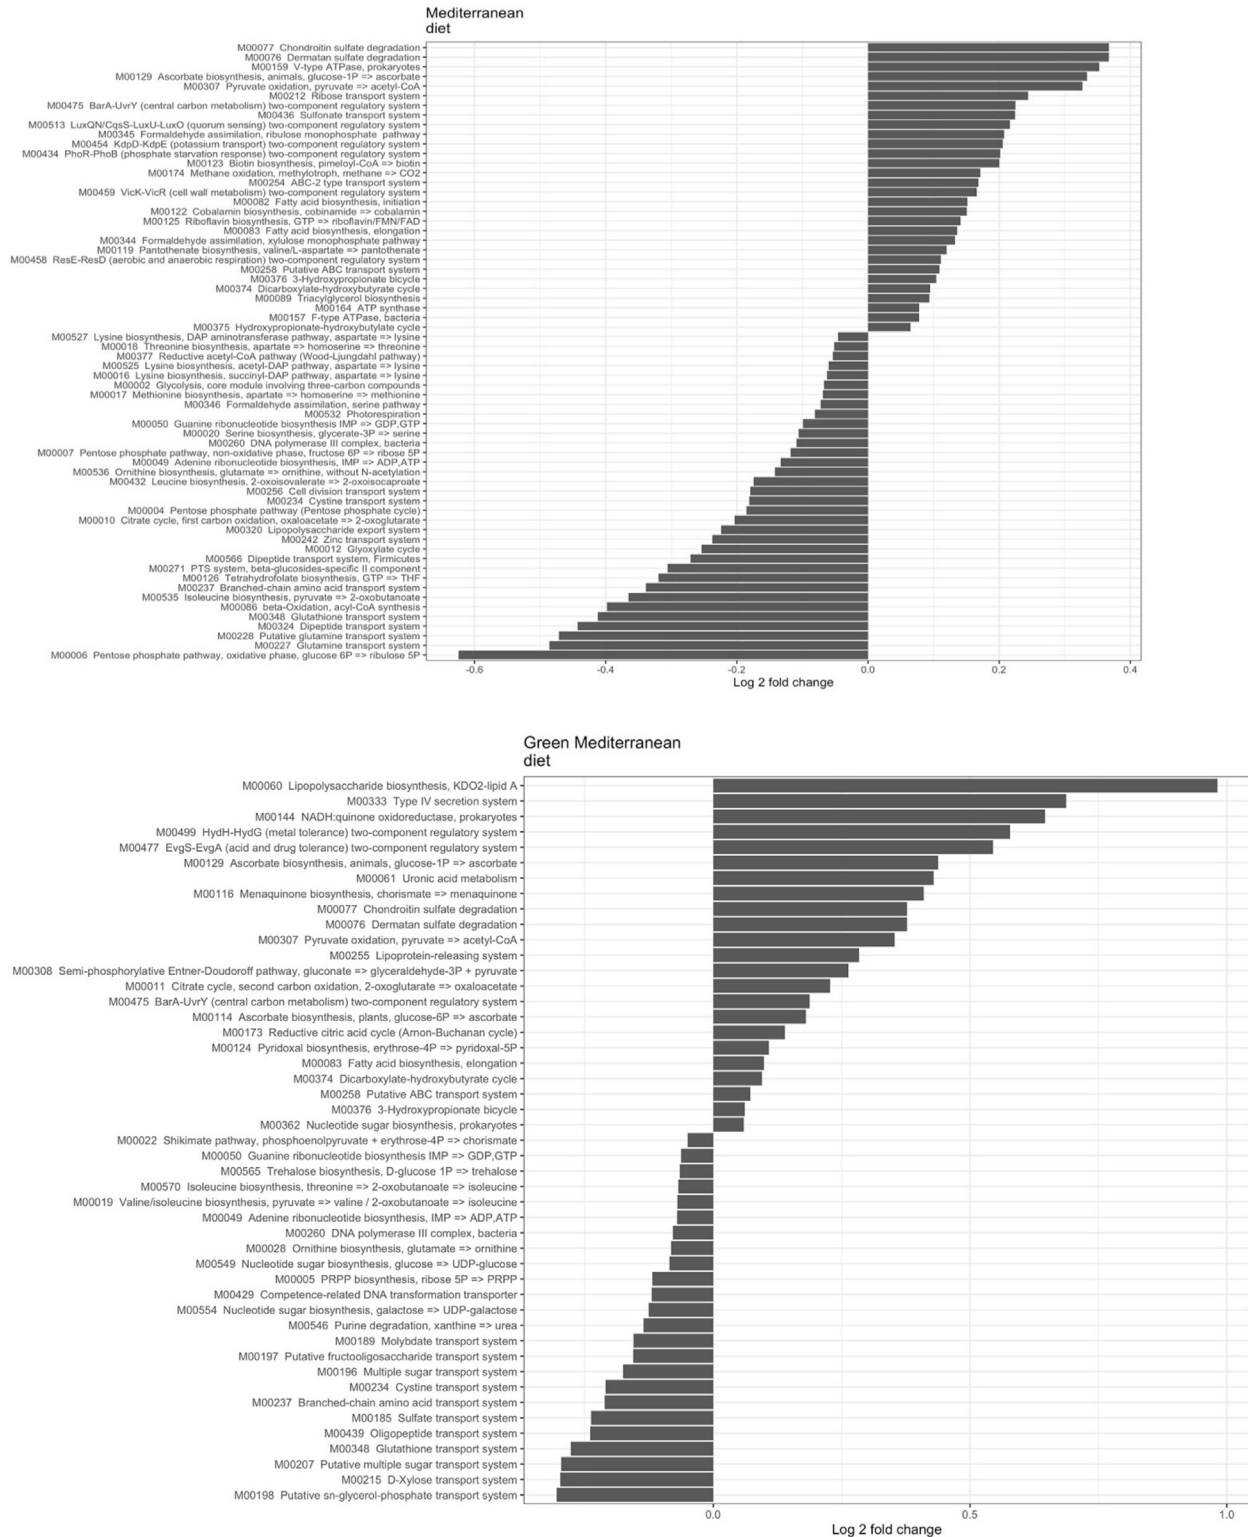 Mediterranean
diet
M00077 Chondroitin sulfate degradation
M00076 Dermatan sulfate degradation
M00159 V-type ATPase, prokaryotes
M00129 Ascorbate biosynthesis, animals, glucose-1P => ascorbate
M00307 Pyruvate oxidation, pyruvate => acetyl-CoA
M00212 Ribose transport system
M00475 BarA-UvrY (central carbon metabolism) two-component regulatory system
M00436 Sulfonate transport system
M00513 LuxQN/CqsS-LuxU-LuxO (quorum sensing) two-component regulatory system
M00345 Formaldehyde assimilation, ribulose monophosphate pathway
M00454 KdpD-KdpE (potassium transport) two-component regulatory system
M00434 PhoR-PhoB (phosphate starvation response) two-component regulatory system
M00123 Biotin biosynthesis, pimeloyl-CoA => biotin
M00174 Methane oxidation, methylotroph, methane => CO2
M00254 ABC-2 type transport system
M00459 VicK-VicR (cell wall metabolism) two-component regulatory system
M00082 Fatty acid biosynthesis, initiation
M00122 Cobalamin biosynthesis, cobinamide => cobalamin
M00125 Riboflavin biosynthesis, GTP => riboflavin/FMN/FAD
M00083 Fatty acid biosynthesis, elongation
M00344 Formaldehyde assimilation, xylulose monophosphate pathway
M00119 Pantothenate biosynthesis, valine/L-aspartate => pantothenate
M00458 ResE-ResD (aerobic and anaerobic respiration) two-component regulatory system
M00258 Putative ABC transport system
M00376 3-Hydroxypropionate bicycle
M00374 Dicarboxylate-hydroxybutyrate cycle
M00089 Triacylglycerol biosynthesis
M00164 ATP synthase
M00157 F-type ATPase, bacteria
M00375 Hydroxypropionate-hydroxybutylate cycle
M00527 Lysine biosynthesis, DAP aminotransferase pathway, aspartate => lysine
M00018 Threonine biosynthesis, apartate => homoserine => threonine
M00377 Reductive acetyl-CoA pathway (Wood-Ljungdahl pathway)
M00525 Lysine biosynthesis, acetyl-DAP pathway, aspartate => lysine
M00016 Lysine biosynthesis, succinyl-DAP pathway, aspartate => lysine
M00002 Glycolysis, core module involving three-carbon compounds
M00017 Methionine biosynthesis, apartate => homoserine => methionine
M00346 Formaldehyde assimilation, serine pathway
M00532 Photorespiration
M00050 Guanine ribonucleotide biosynthesis IMP => GDP,GTP
M00020 Serine biosynthesis, glycerate-3P => serine
M00260 DNA polymerase III complex, bacteria
M00007 Pentose phosphate pathway, non-oxidative phase, fructose 6P => ribose 5P
M00049 Adenine ribonucleotide biosynthesis, IMP => ADP,ATP
M00536 Ornithine biosynthesis, glutamate => ornithine, without N-acetylation
M00432 Leucine biosynthesis, 2-oxoisovalerate => 2-oxoisocaproate
M00256 Cell division transport system
M00234 Cystine transport system
M00004 Pentose phosphate pathway (Pentose phosphate cycle)
M00010 Citrate cycle, first carbon oxidation, oxaloacetate => 2-oxoglutarate
M00320 Lipopolysaccharide export system
M00242 Zinc transport system
M00012 Glyoxylate cycle
M00566 Dipeptide transport system, Firmicutes
M00271 PTS system, beta-glucosides-specific II component
M00126 Tetrahydrofolate biosynthesis, GTP => THF
M00237 Branched-chain amino acid transport system
M00535 Isoleucine biosynthesis, pyruvate => 2-oxobutanoate
M00086 beta-Oxidation, acyl-CoA synthesis
M00348 Glutathione transport system
M00324 Dipeptide transport system
M00228 Putative glutamine transport system
M00227 Glutamine transport system
M00006 Pentose phosphate pathway, oxidative phase, glucose 6P => ribulose 5P
-0.6 -0.4 -0.2 0.0 0.2 0.4
Log 2 fold change
Green Mediterranean
diet
M00060 Lipopolysaccharide biosynthesis, KDO2-lipid A
M00333 Type IV secretion system
M00144 NADH:quinone oxidoreductase, prokaryotes
M00499 HydH-HydG (metal tolerance) two-component regulatory system
M00477 EvgS-EvgA (acid and drug tolerance) two-component regulatory system
M00129 Ascorbate biosynthesis, animals, glucose-1P => ascorbate
M00061 Uronic acid metabolism
M00116 Menaquinone biosynthesis, chorismate => menaquinone
M00077 Chondroitin sulfate degradation
M00076 Dermatan sulfate degradation
M00307 Pyruvate oxidation, pyruvate => acetyl-CoA
M00255 Lipoprotein-releasing system
M00308 Semi-phosphorylative Entner-Doudoroff pathway, gluconate => glyceraldehyde-3P + pyruvate
M00011 Citrate cycle, second carbon oxidation, 2-oxoglutarate => oxaloacetate
M00475 BarA-UvrY (central carbon metabolism) two-component regulatory system
M00114 Ascorbate biosynthesis, plants, glucose-6P => ascorbate
M00173 Reductive citric acid cycle (Arnon-Buchanan cycle)
M00124 Pyridoxal biosynthesis, erythrose-4P => pyridoxal-5P
M00083 Fatty acid biosynthesis, elongation
M00374 Dicarboxylate-hydroxybutyrate cycle
M00258 Putative ABC transport system
M00376 3-Hydroxypropionate bicycle
M00362 Nucleotide sugar biosynthesis, prokaryotes
M00022 Shikimate pathway, phosphoenolpyruvate + erythrose-4P => chorismate
M00050 Guanine ribonucleotide biosynthesis IMP => GDP,GTP
M00565 Trehalose biosynthesis, D-glucose 1P => trehalose
M00570 Isoleucine biosynthesis, threonine => 2-oxobutanoate => isoleucine
M00019 Valine/isoleucine biosynthesis, pyruvate => valine / 2-oxobutanoate => isoleucine
M00049 Adenine ribonucleotide biosynthesis, IMP => ADP,ATP
M00260 DNA polymerase III complex, bacteria
M00028 Ornithine biosynthesis, glutamate => ornithine
M00549 Nucleotide sugar biosynthesis, glucose => UDP-glucose
M00005 PRPP biosynthesis, ribose 5P => PRPP
M00429 Competence-related DNA transformation transporter
M00554 Nucleotide sugar biosynthesis, galactose => UDP-galactose
M00546 Purine degradation, xanthine => urea
M00189 Molybdate transport system
M00197 Putative fructooligosaccharide transport system
M00196 Multiple sugar transport system
M00234 Cystine transport system
M00237 Branched-chain amino acid transport system
M00185 Sulfate transport system
M00439 Oligopeptide transport system
M00348 Glutathione transport system
M00207 Putative multiple sugar transport system
M00215 D-Xylose transport system
M00198 Putative sn-glycerol-phosphate transport system
0.0 0.5 1.0
Log 2 fold change